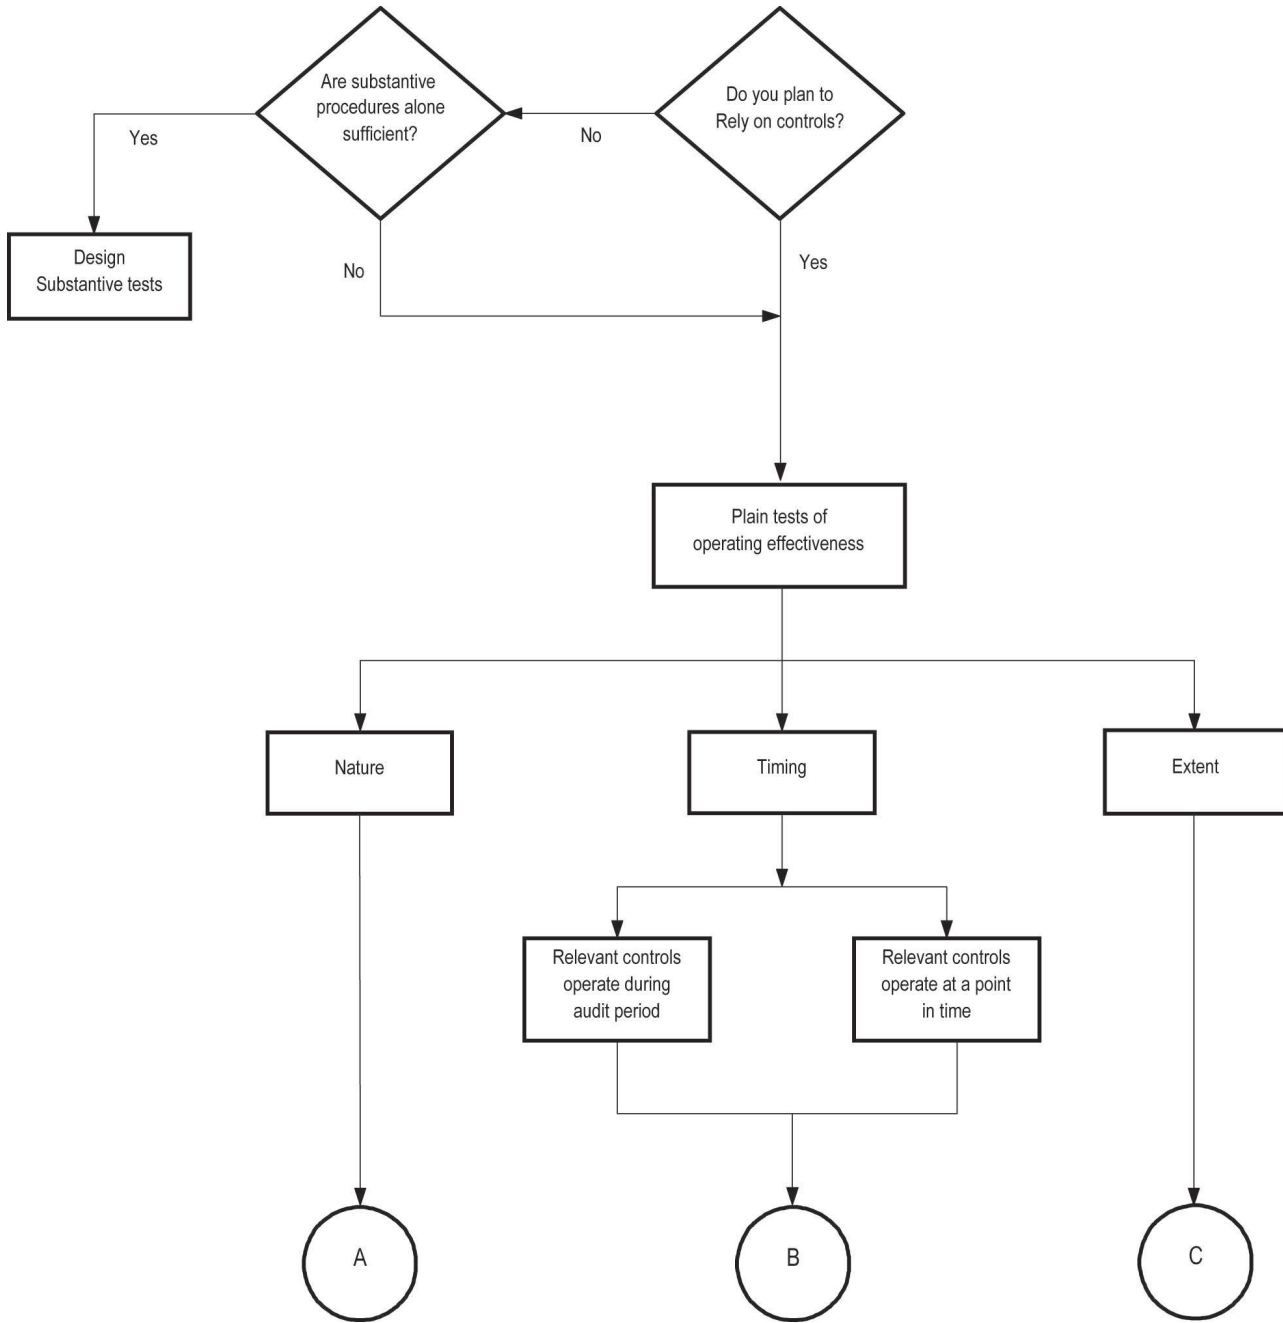 Are substantive
procedures alone
sufficient?
Do you plan to
Rely on controls?
Yes
No
Design
Substantive tests
No
Yes
Plain tests of
operating effectiveness
Nature
Timing
Extent
Relevant controls
operate during
audit period
Relevant controls
operate at a point
in time
A
B
C